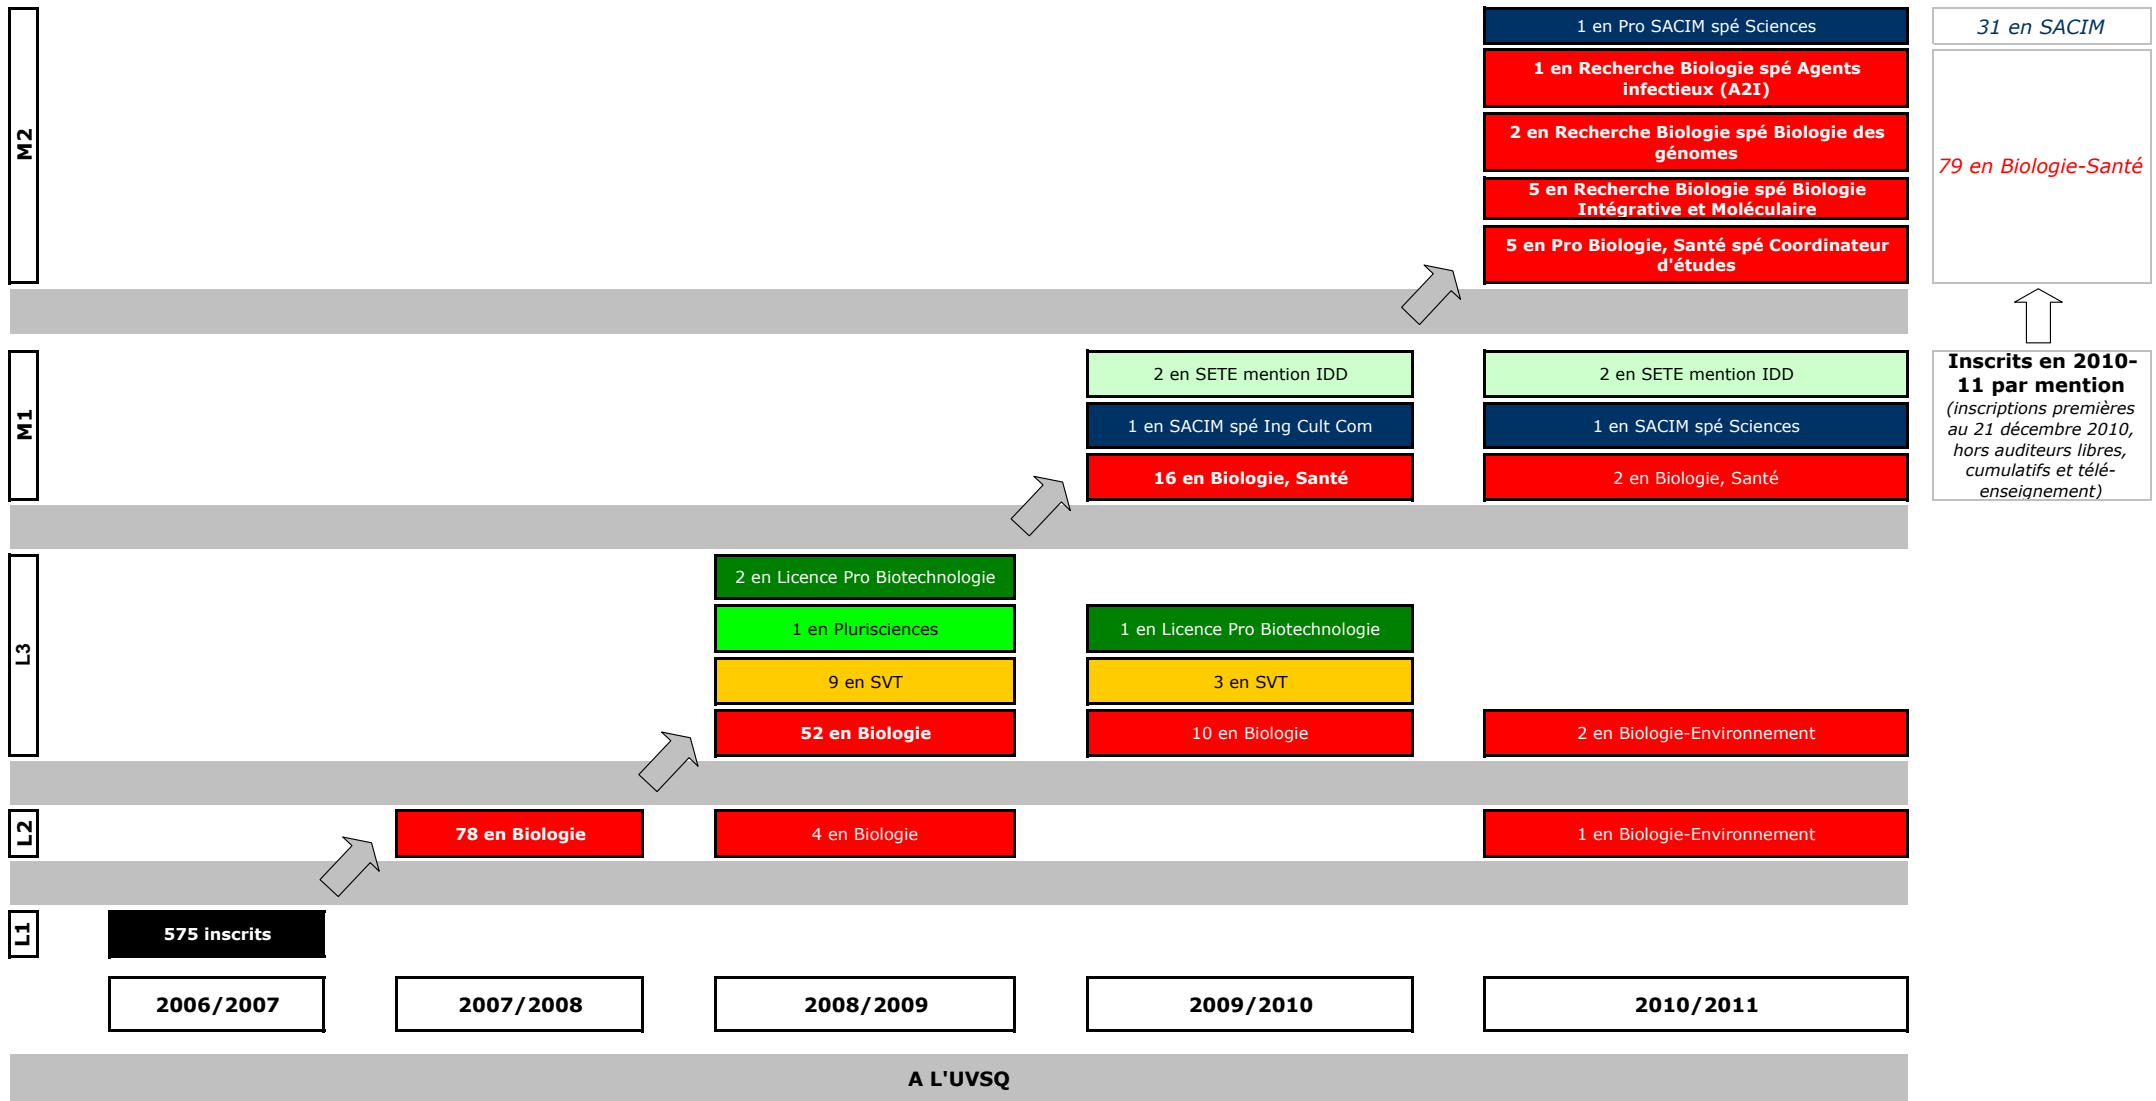 M2
1 en Pro SACIM spé Sciences
31 en SACIM
1 en Recherche Biologie spé Agents
infectieux (A2I)
2 en Recherche Biologie spé Biologie des
génomes
5 en Recherche Biologie spé Biologie
Intégrative et Moléculaire
5 en Pro Biologie, Santé spé Coordinateur
d'études
79 en Biologie-Santé
M1
2 en SETE mention IDD
2 en SETE mention IDD
1 en SACIM spé Ing Cult Com
1 en SACIM spé Sciences
16 en Biologie, Santé
2 en Biologie, Santé
Inscrits en 2010-
11 par mention
(inscriptions premières
au 21 décembre 2010,
hors auditeurs libres,
cumulatifs et télé-
enseignement)
L3
2 en Licence Pro Biotechnologie
1 en Plurisciences
1 en Licence Pro Biotechnologie
9 en SVT
3 en SVT
52 en Biologie
10 en Biologie
2 en Biologie-Environnement
L2
78 en Biologie
4 en Biologie
1 en Biologie-Environnement
L1
575 inscrits
2006/2007
2007/2008
2008/2009
2009/2010
2010/2011
A L'UVSQ